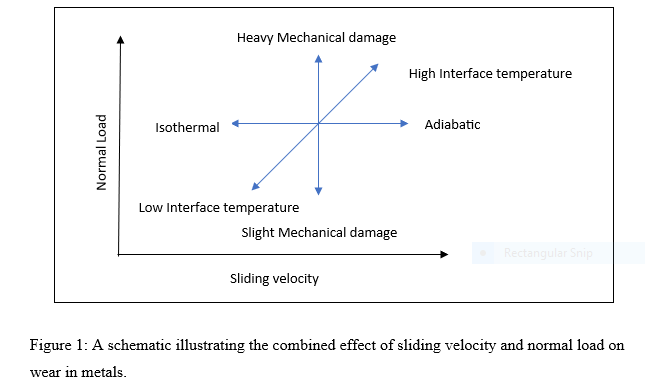 Heavy Mechanical damage
High Interface temperature
Normal Load
Isothermal
Adiabatic
Low Interface temperature
Slight Mechanical damage
Rectangular Snip
Sliding velocity
Figure 1: A schematic illustrating the combined effect of sliding velocity and normal load on
wear in metals.